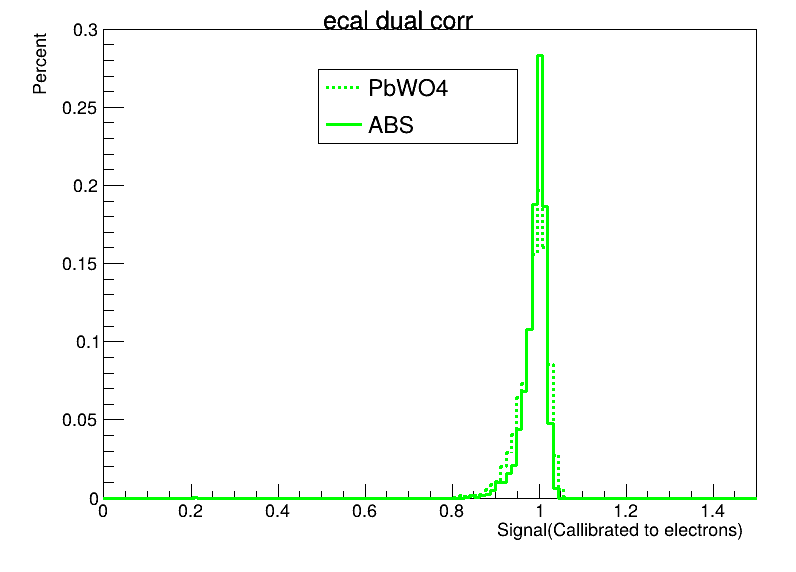 ecal dual corr
Percent
0.3
0.25
0.2
0.15
0.1
0.05
0
PbWO4
ABS
0 0.2 0.4 0.6 0.8 1 1.2 1.4
Signal(Callibrated to electrons)